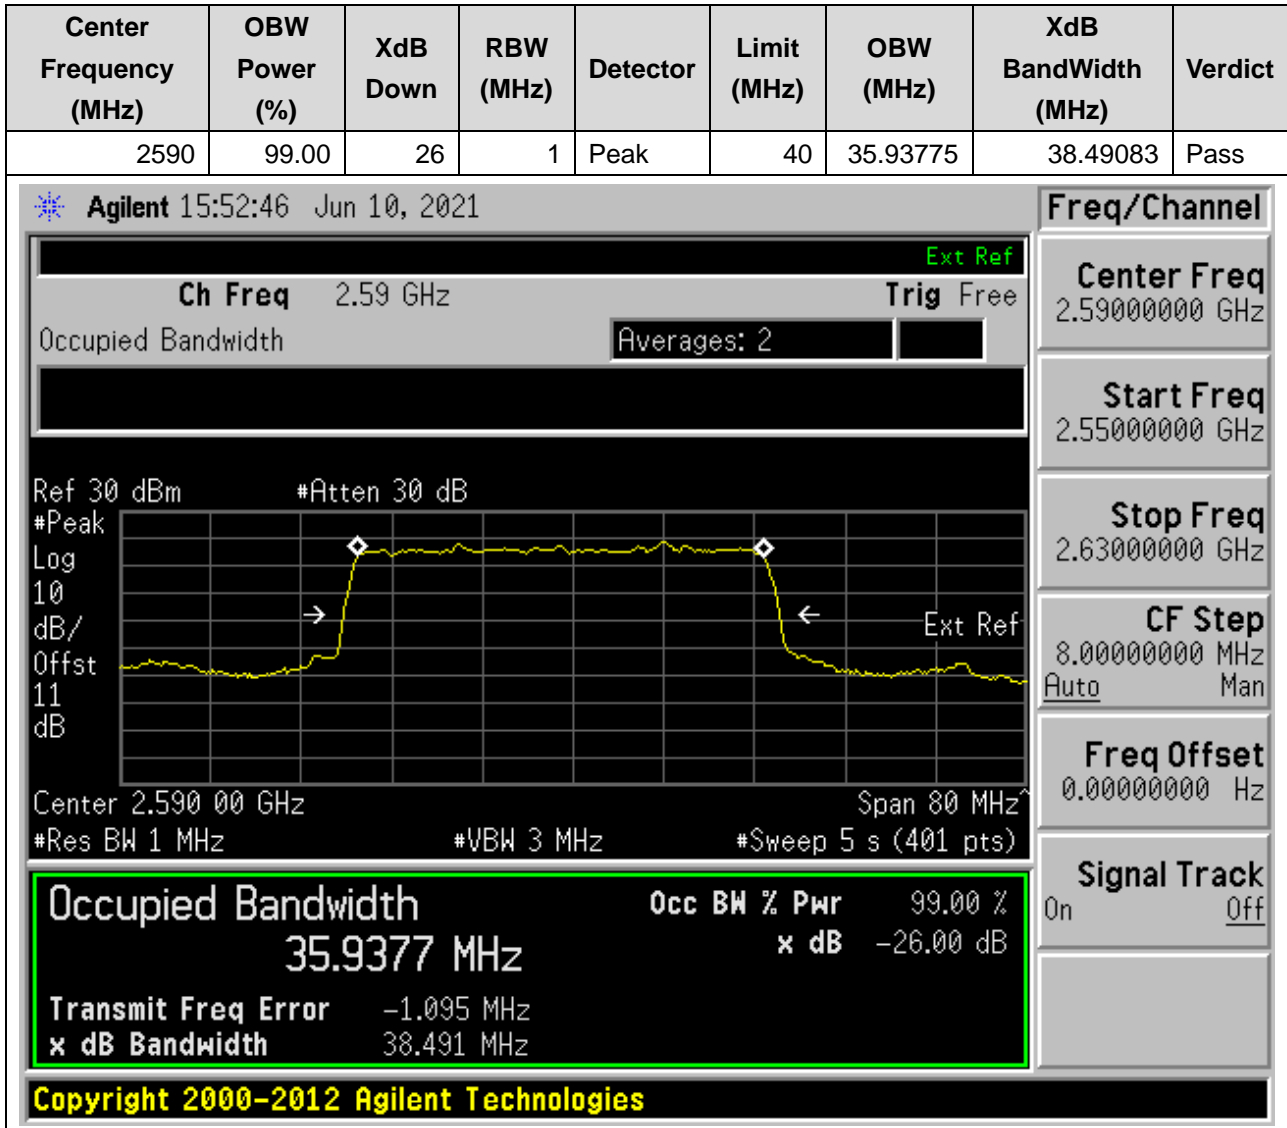 Center Frequency (MHz) OBW Power (%) XdB Down RBW (MHz) Detector Limit (MHz) OBW (MHz) XdB BandWidth (MHz) Verdict
2590 99.00 26 1 Peak 40 35.93775 38.49083 Pass
Agilent 15:52:46 Jun 10, 2021
Ext Ref
Ch Freq 2.59 GHz Trig Free
Occupied Bandwidth Averages: 2
Ref 30 dBm #Atten 30 dB
#Peak
Log
10
dB/
Offst
11
dB
Ext Ref
Center 2.590 00 GHz Span 80 MHz^
#Res BW 1 MHz #VBW 3 MHz #Sweep 5 s (401 pts)
Occupied Bandwidth Occ BW % Pwr 99.00 %
35.9377 MHz x dB -26.00 dB
Transmit Freq Error -1.095 MHz
x dB Bandwidth 38.491 MHz
Freq/Channel
Center Freq
2.59000000 GHz
Start Freq
2.55000000 GHz
Stop Freq
2.63000000 GHz
CF Step
8.00000000 MHz
Auto Man
Freq Offset
0.00000000 Hz
Signal Track
On Off
Copyright 2000-2012 Agilent Technologies